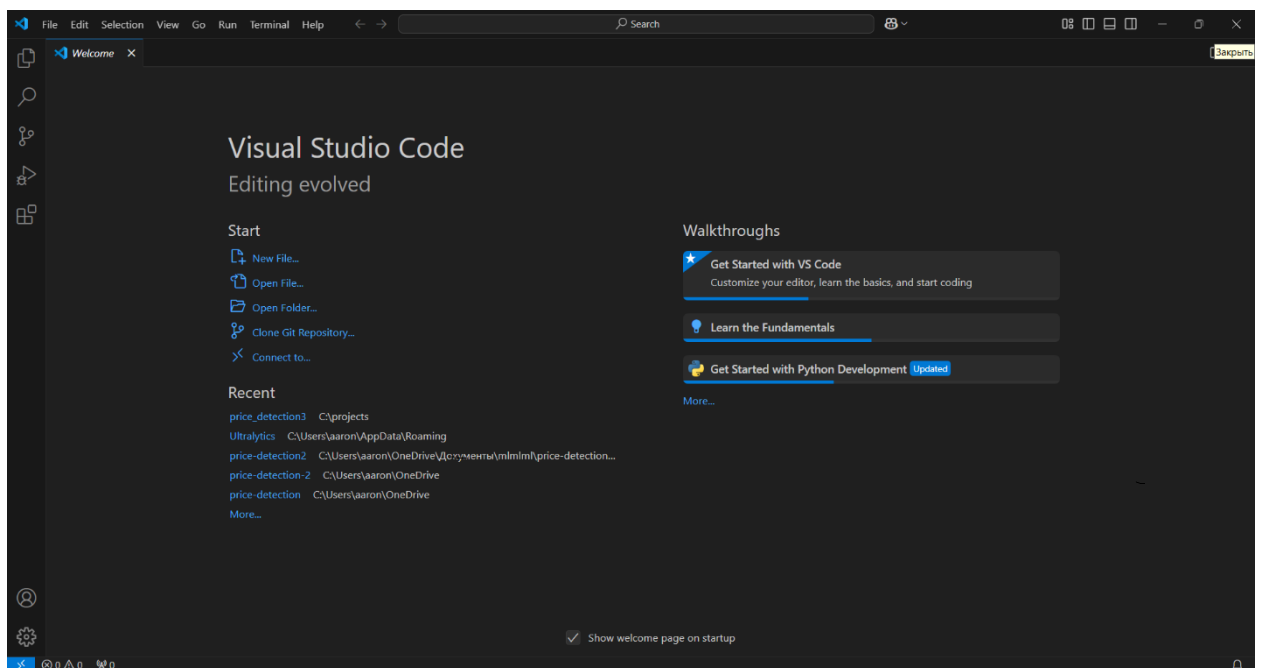 File Edit Selection View Go Run Terminal Help Search
Welcome
Закрыть
Visual Studio Code
Editing evolved
Start
New File...
Open File...
Open Folder...
Clone Git Repository...
Connect to...
Recent
price_detection3 C:\projects
Ultralytics C:\Users\aaron\AppData\Roaming
price-detection2 C:\Users\aaron\OneDrive\Документы\mlmlml\price-detection...
price-detection-2 C:\Users\aaron\OneDrive
price-detection C:\Users\aaron\OneDrive
More...
Walkthroughs
Get Started with VS Code
Customize your editor, learn the basics, and start coding
Learn the Fundamentals
Get Started with Python Development Updated
More...
Show welcome page on startup
0 0 0